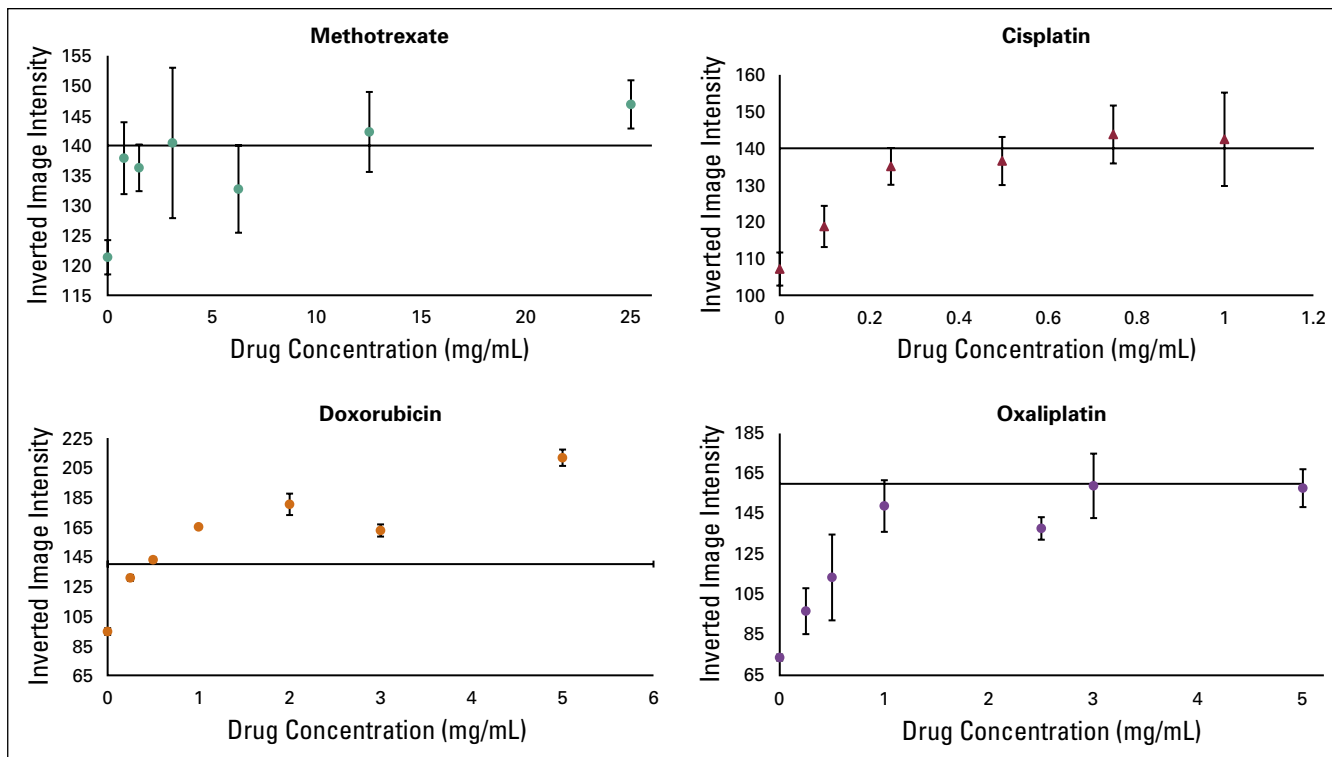 Methotrexate
Inverted Image Intensity
155
150
145
140
135
130
125
120
115
0 5 10 15 20 25
Drug Concentration (mg/mL)
Cisplatin
Inverted Image Intensity
160
150
140
130
120
110
100
0 0.2 0.4 0.6 0.8 1 1.2
Drug Concentration (mg/mL)
Doxorubicin
Inverted Image Intensity
225
205
185
165
145
125
105
85
65
0 1 2 3 4 5 6
Drug Concentration (mg/mL)
Oxaliplatin
Inverted Image Intensity
185
165
145
125
105
85
65
0 1 2 3 4 5
Drug Concentration (mg/mL)